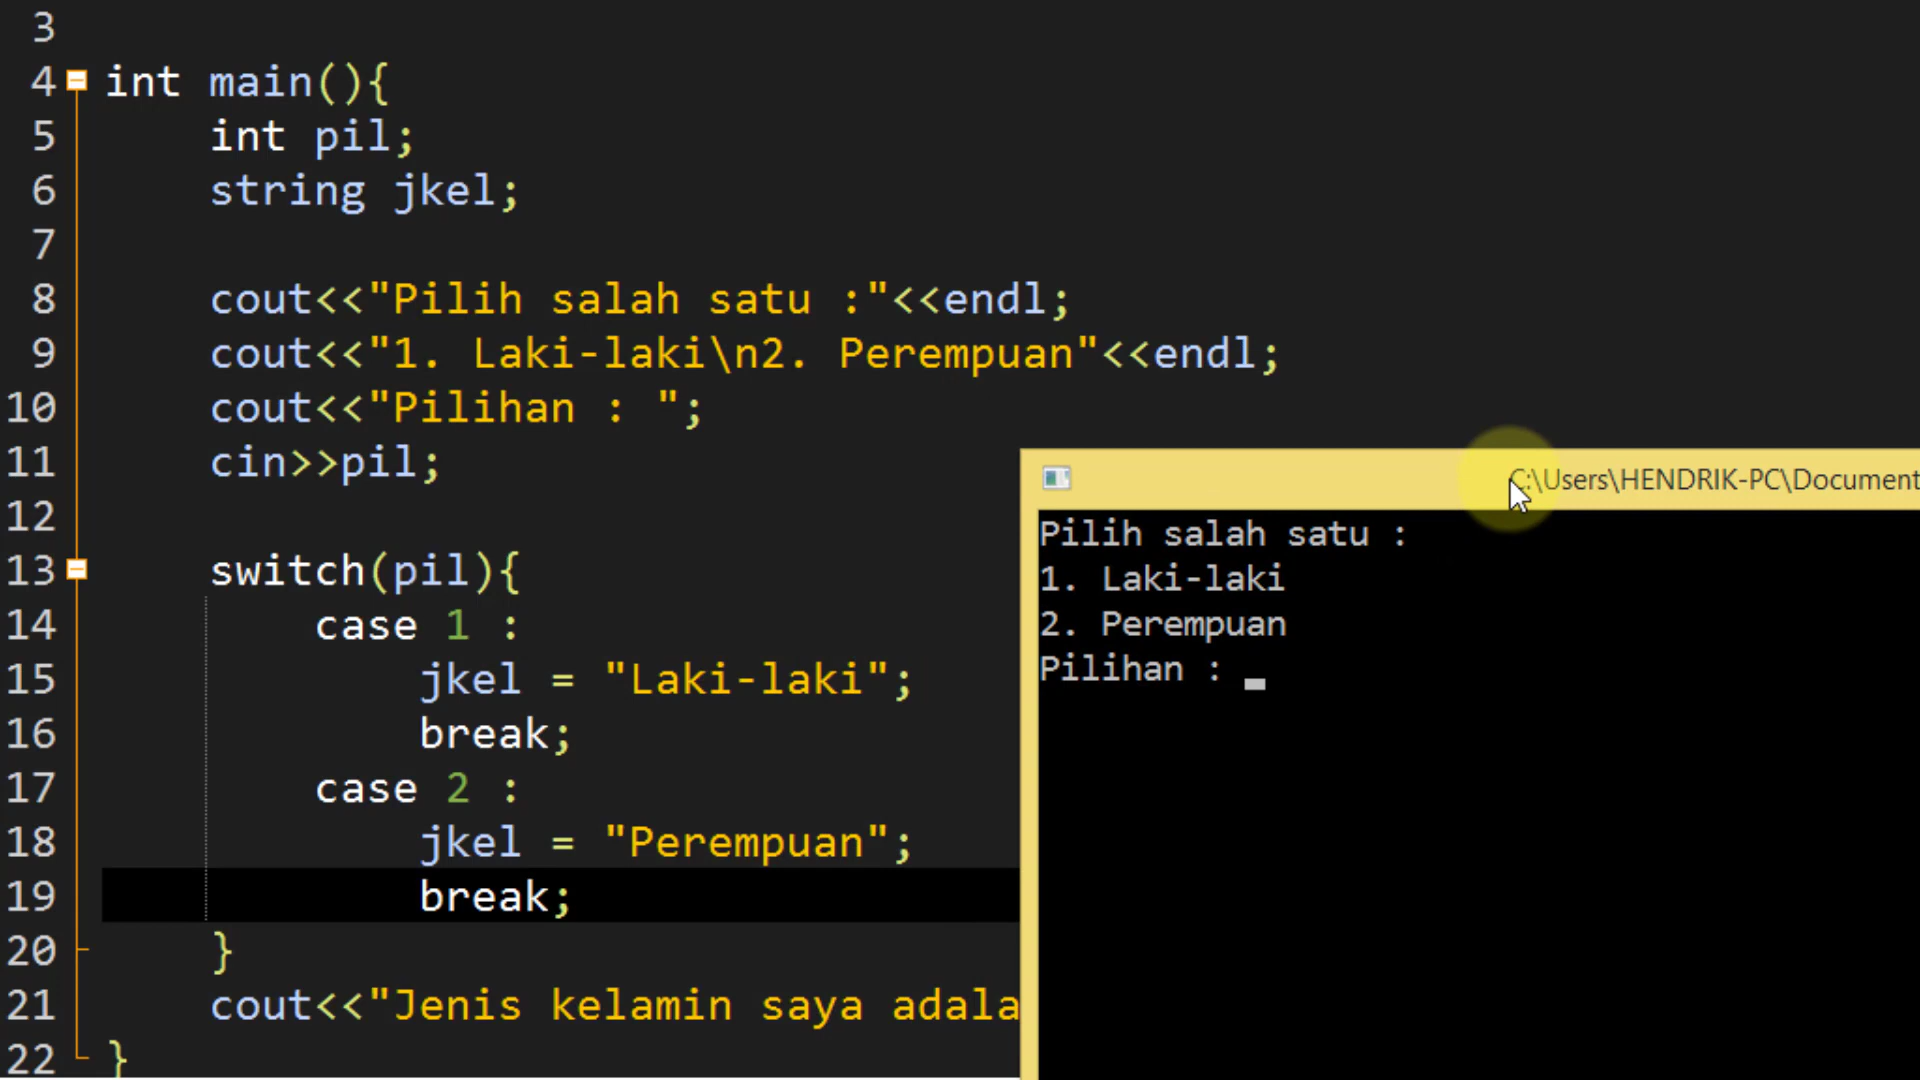 3
4 int main(){
5 int pil;
6 string jkel;
7
8 cout<<"Pilih salah satu :"<<endl;
9 cout<<"1. Laki-laki\n2. Perempuan"<<endl;
10 cout<<"Pilihan : ";
11 cin>>pil;
12
13 switch(pil){
14 case 1 :
15 jkel = "Laki-laki";
16 break;
17 case 2 :
18 jkel = "Perempuan";
19 break;
20 }
21 cout<<"Jenis kelamin saya adala
22 }
C:\Users\HENDRIK-PC\Document
Pilih salah satu :
1. Laki-laki
2. Perempuan
Pilihan :